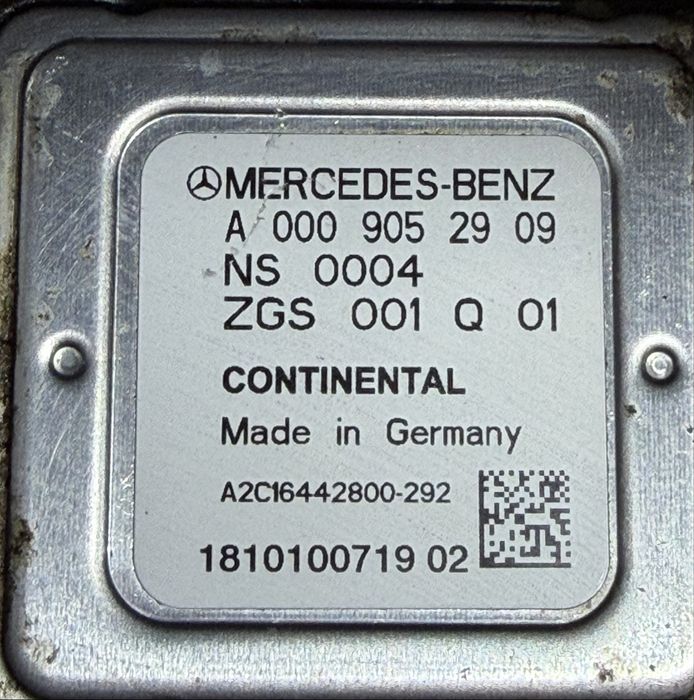 MERCEDES-BENZ
A 000 905 29 09
NS 0004
ZGS 001 Q 01
CONTINENTAL
Made in Germany
A2C16442800-292
1810100719 02